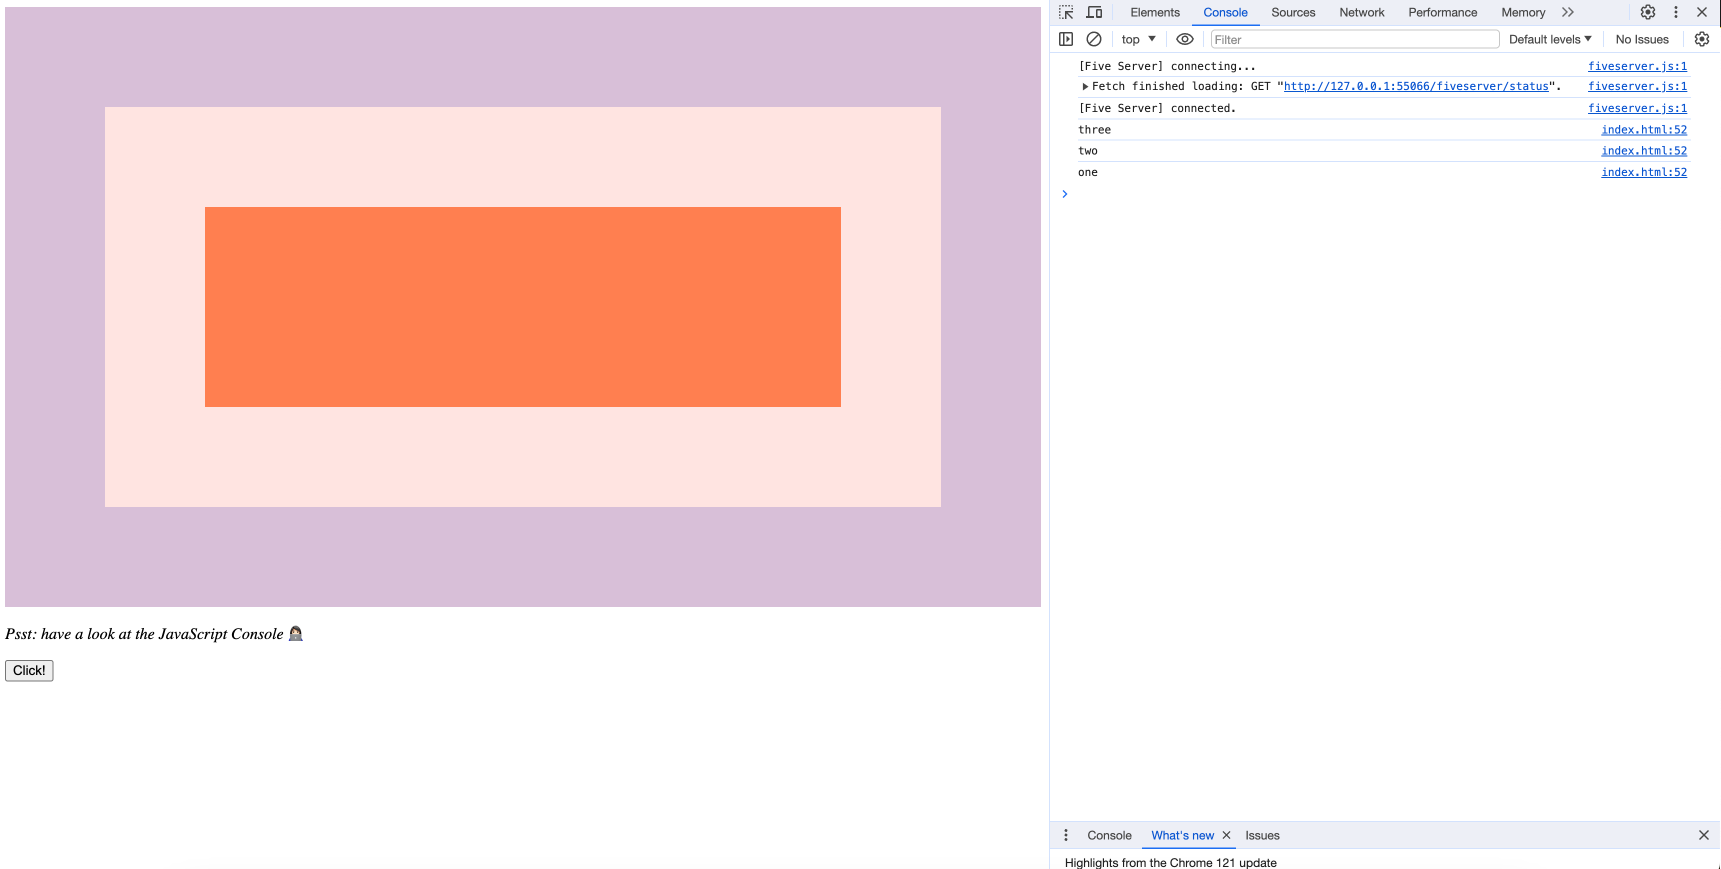 Elements Console Sources Network Performance Memory
top Filter Default levels No Issues
[Five Server] connecting... fiveserver.js:1
Fetch finished loading: GET "http://127.0.0.1:55066/fiveserver/status". fiveserver.js:1
[Five Server] connected. fiveserver.js:1
three index.html:52
two index.html:52
one index.html:52
Psst: have a look at the JavaScript Console
Click!
Console What's new Issues
Highlights from the Chrome 121 update